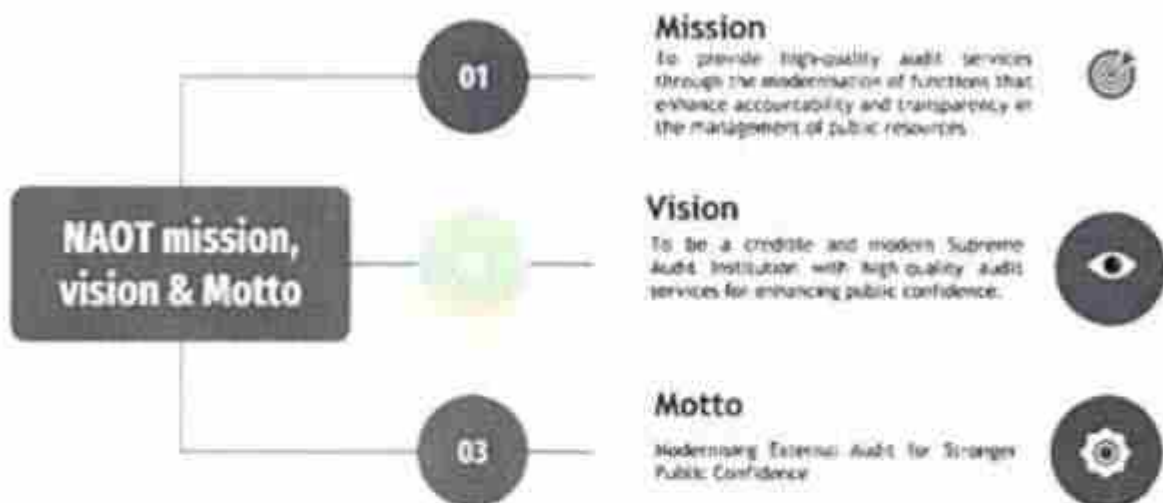 NAOT mission,
vision & Motto
01
Mission
To provide high-quality audit services
through the modernisation of functions that
enhance accountability and transparency in
the management of public resources
Vision
To be a credible and modern Supreme
Audit Institution with high-quality audit
services for enhancing public confidence.
03
Motto
Modernising External Audit for Stronger
Public Confidence